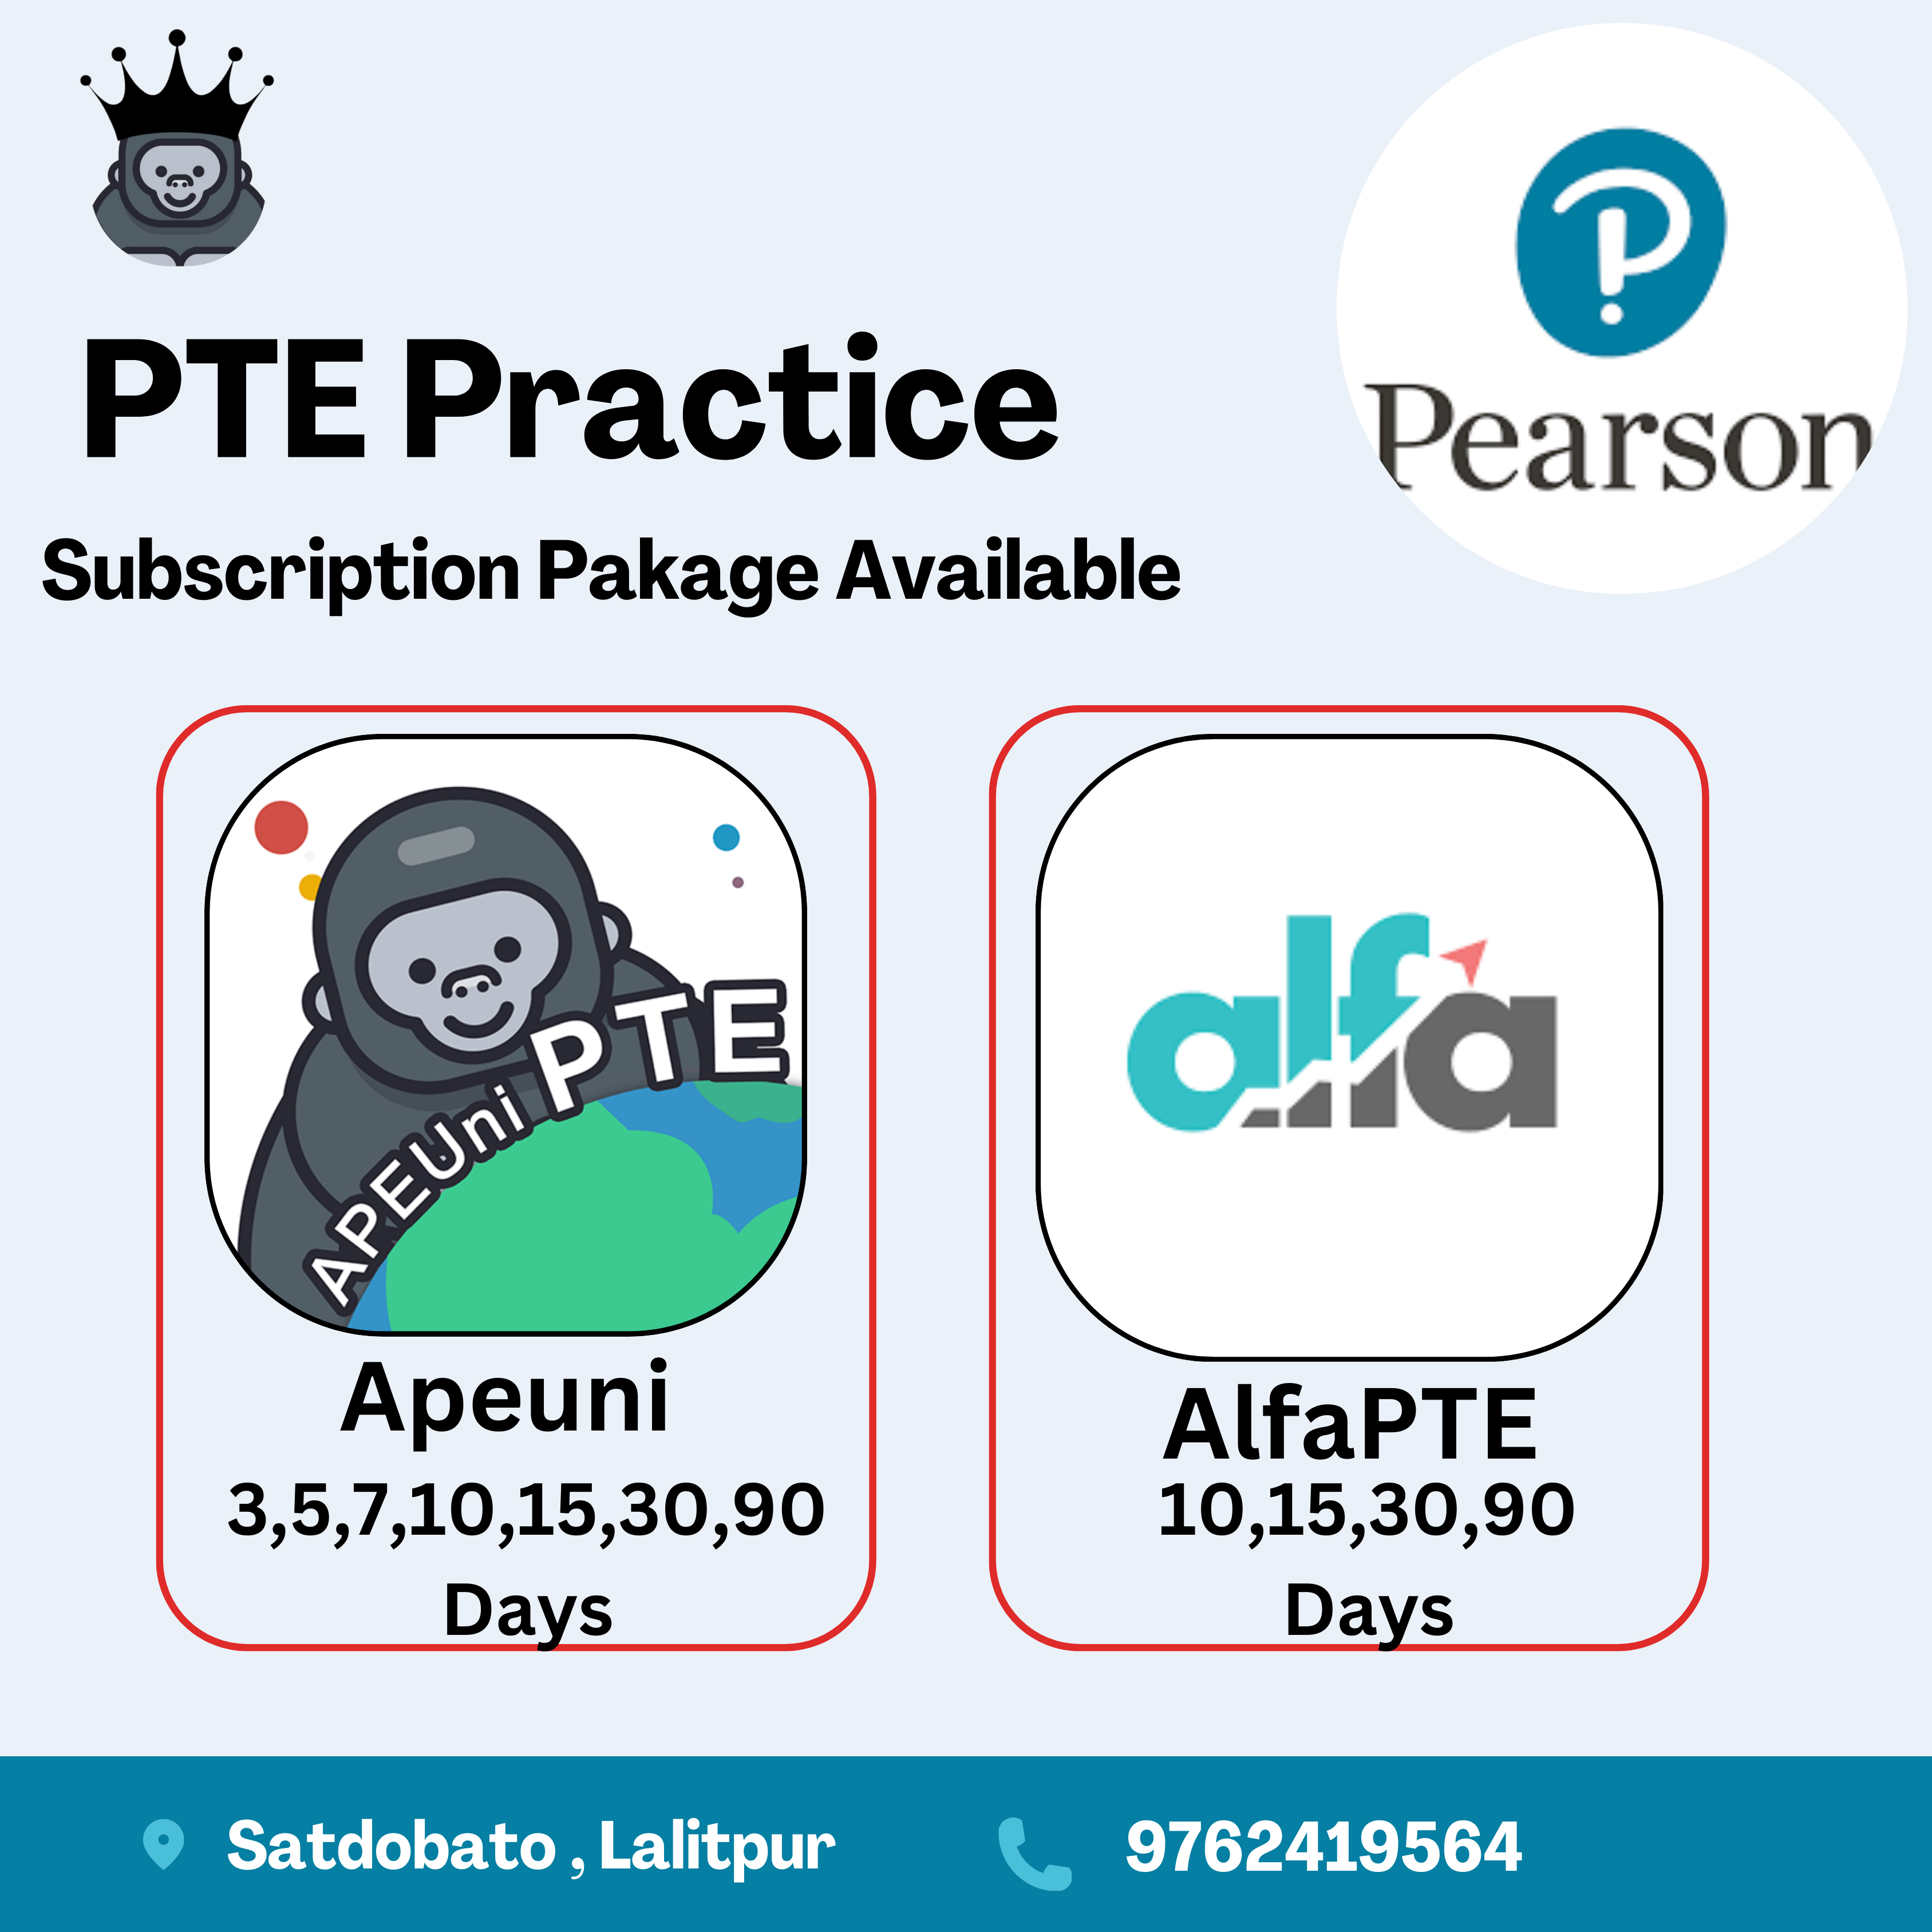 Pearson
PTE Practice
Subscription Pakage Available
APEUni PTE
alfa
Apeuni
3,5,7,10,15,30,90
Days
AlfaPTE
10,15,30,90
Days
Satdobato , Lalitpur
9762419564